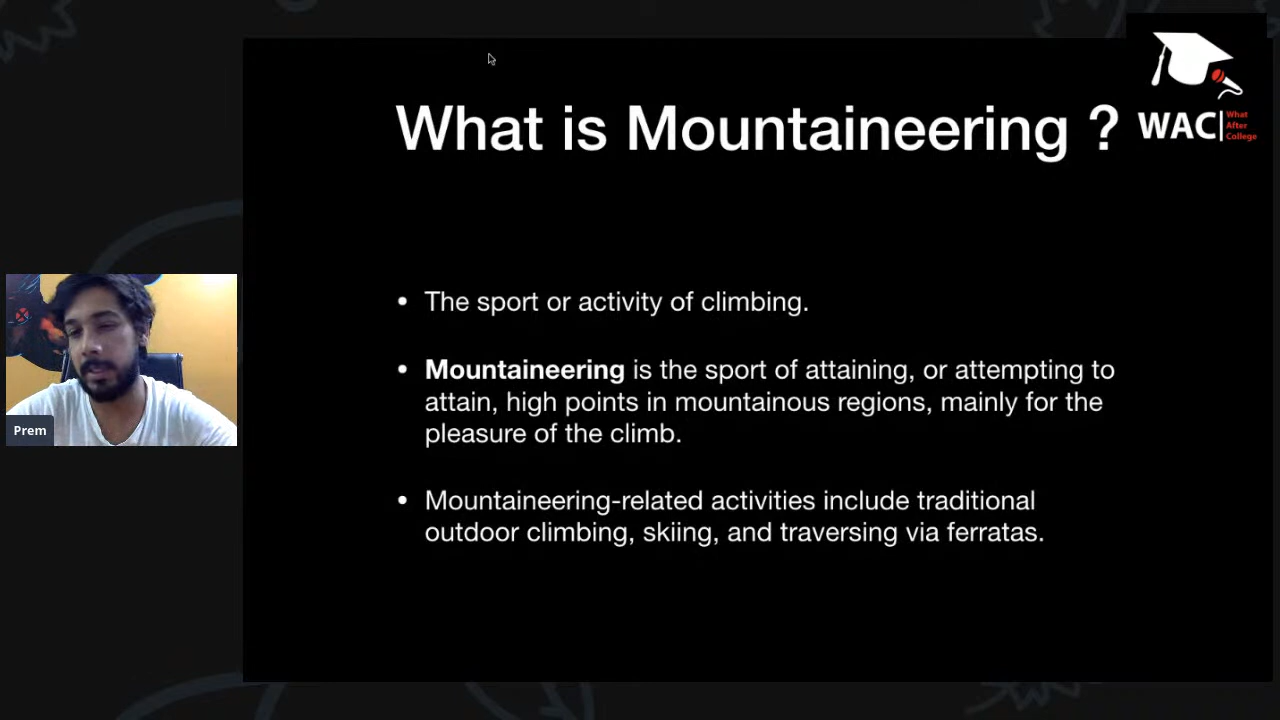 What is Mountaineering ?
WAC
What
After
College
• The sport or activity of climbing.
• Mountaineering is the sport of attaining, or attempting to
attain, high points in mountainous regions, mainly for the
pleasure of the climb.
• Mountaineering-related activities include traditional
outdoor climbing, skiing, and traversing via ferratas.
Prem